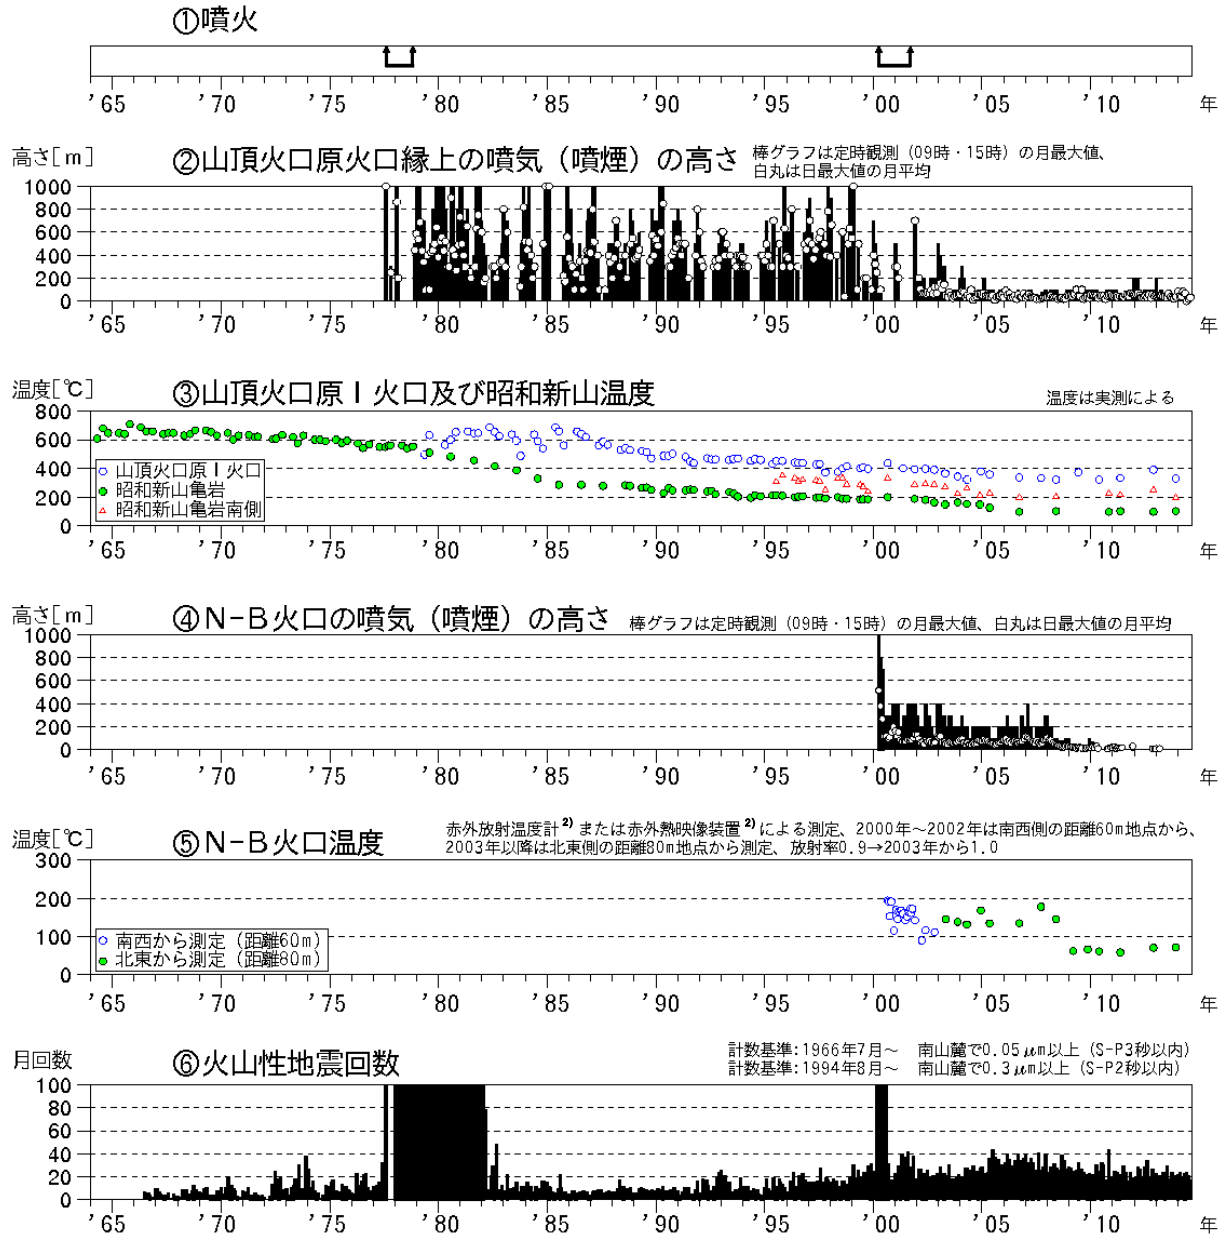 ①噴火
'65 '70 '75 '80 '85 '90 '95 '00 '05 '10 年
高さ[m] ②山頂火口原火口縁上の噴気（噴煙）の高さ 棒グラフは定時観測（09時・15時）の月最大値、
白丸は日最大値の月平均
1000
800
600
400
200
0
'65 '70 '75 '80 '85 '90 '95 '00 '05 '10 年
温度[℃] ③山頂火口原Ⅰ火口及び昭和新山温度 温度は実測による
800
600
400
200
0
山頂火口原Ⅰ火口
昭和新山亀岩
昭和新山亀岩南側
'65 '70 '75 '80 '85 '90 '95 '00 '05 '10 年
高さ[m] ④N-B火口の噴気（噴煙）の高さ 棒グラフは定時観測（09時・15時）の月最大値、白丸は日最大値の月平均
1000
800
600
400
200
0
'65 '70 '75 '80 '85 '90 '95 '00 '05 '10 年
温度[℃] ⑤N-B火口温度 赤外放射温度計2)または赤外熱映像装置2)による測定、2000年～2002年は南西側の距離60m地点から、
2003年以降は北東側の距離80m地点から測定、放射率0.9→2003年から1.0
300
200
100
0
南西から測定（距離60m）
北東から測定（距離80m）
'65 '70 '75 '80 '85 '90 '95 '00 '05 '10 年
月回数 ⑥火山性地震回数 計数基準:1966年7月～ 南山麓で0.05μm以上（S-P3秒以内）
計数基準:1994年8月～ 南山麓で0.3μm以上（S-P2秒以内）
100
80
60
40
20
0
'65 '70 '75 '80 '85 '90 '95 '00 '05 '10 年